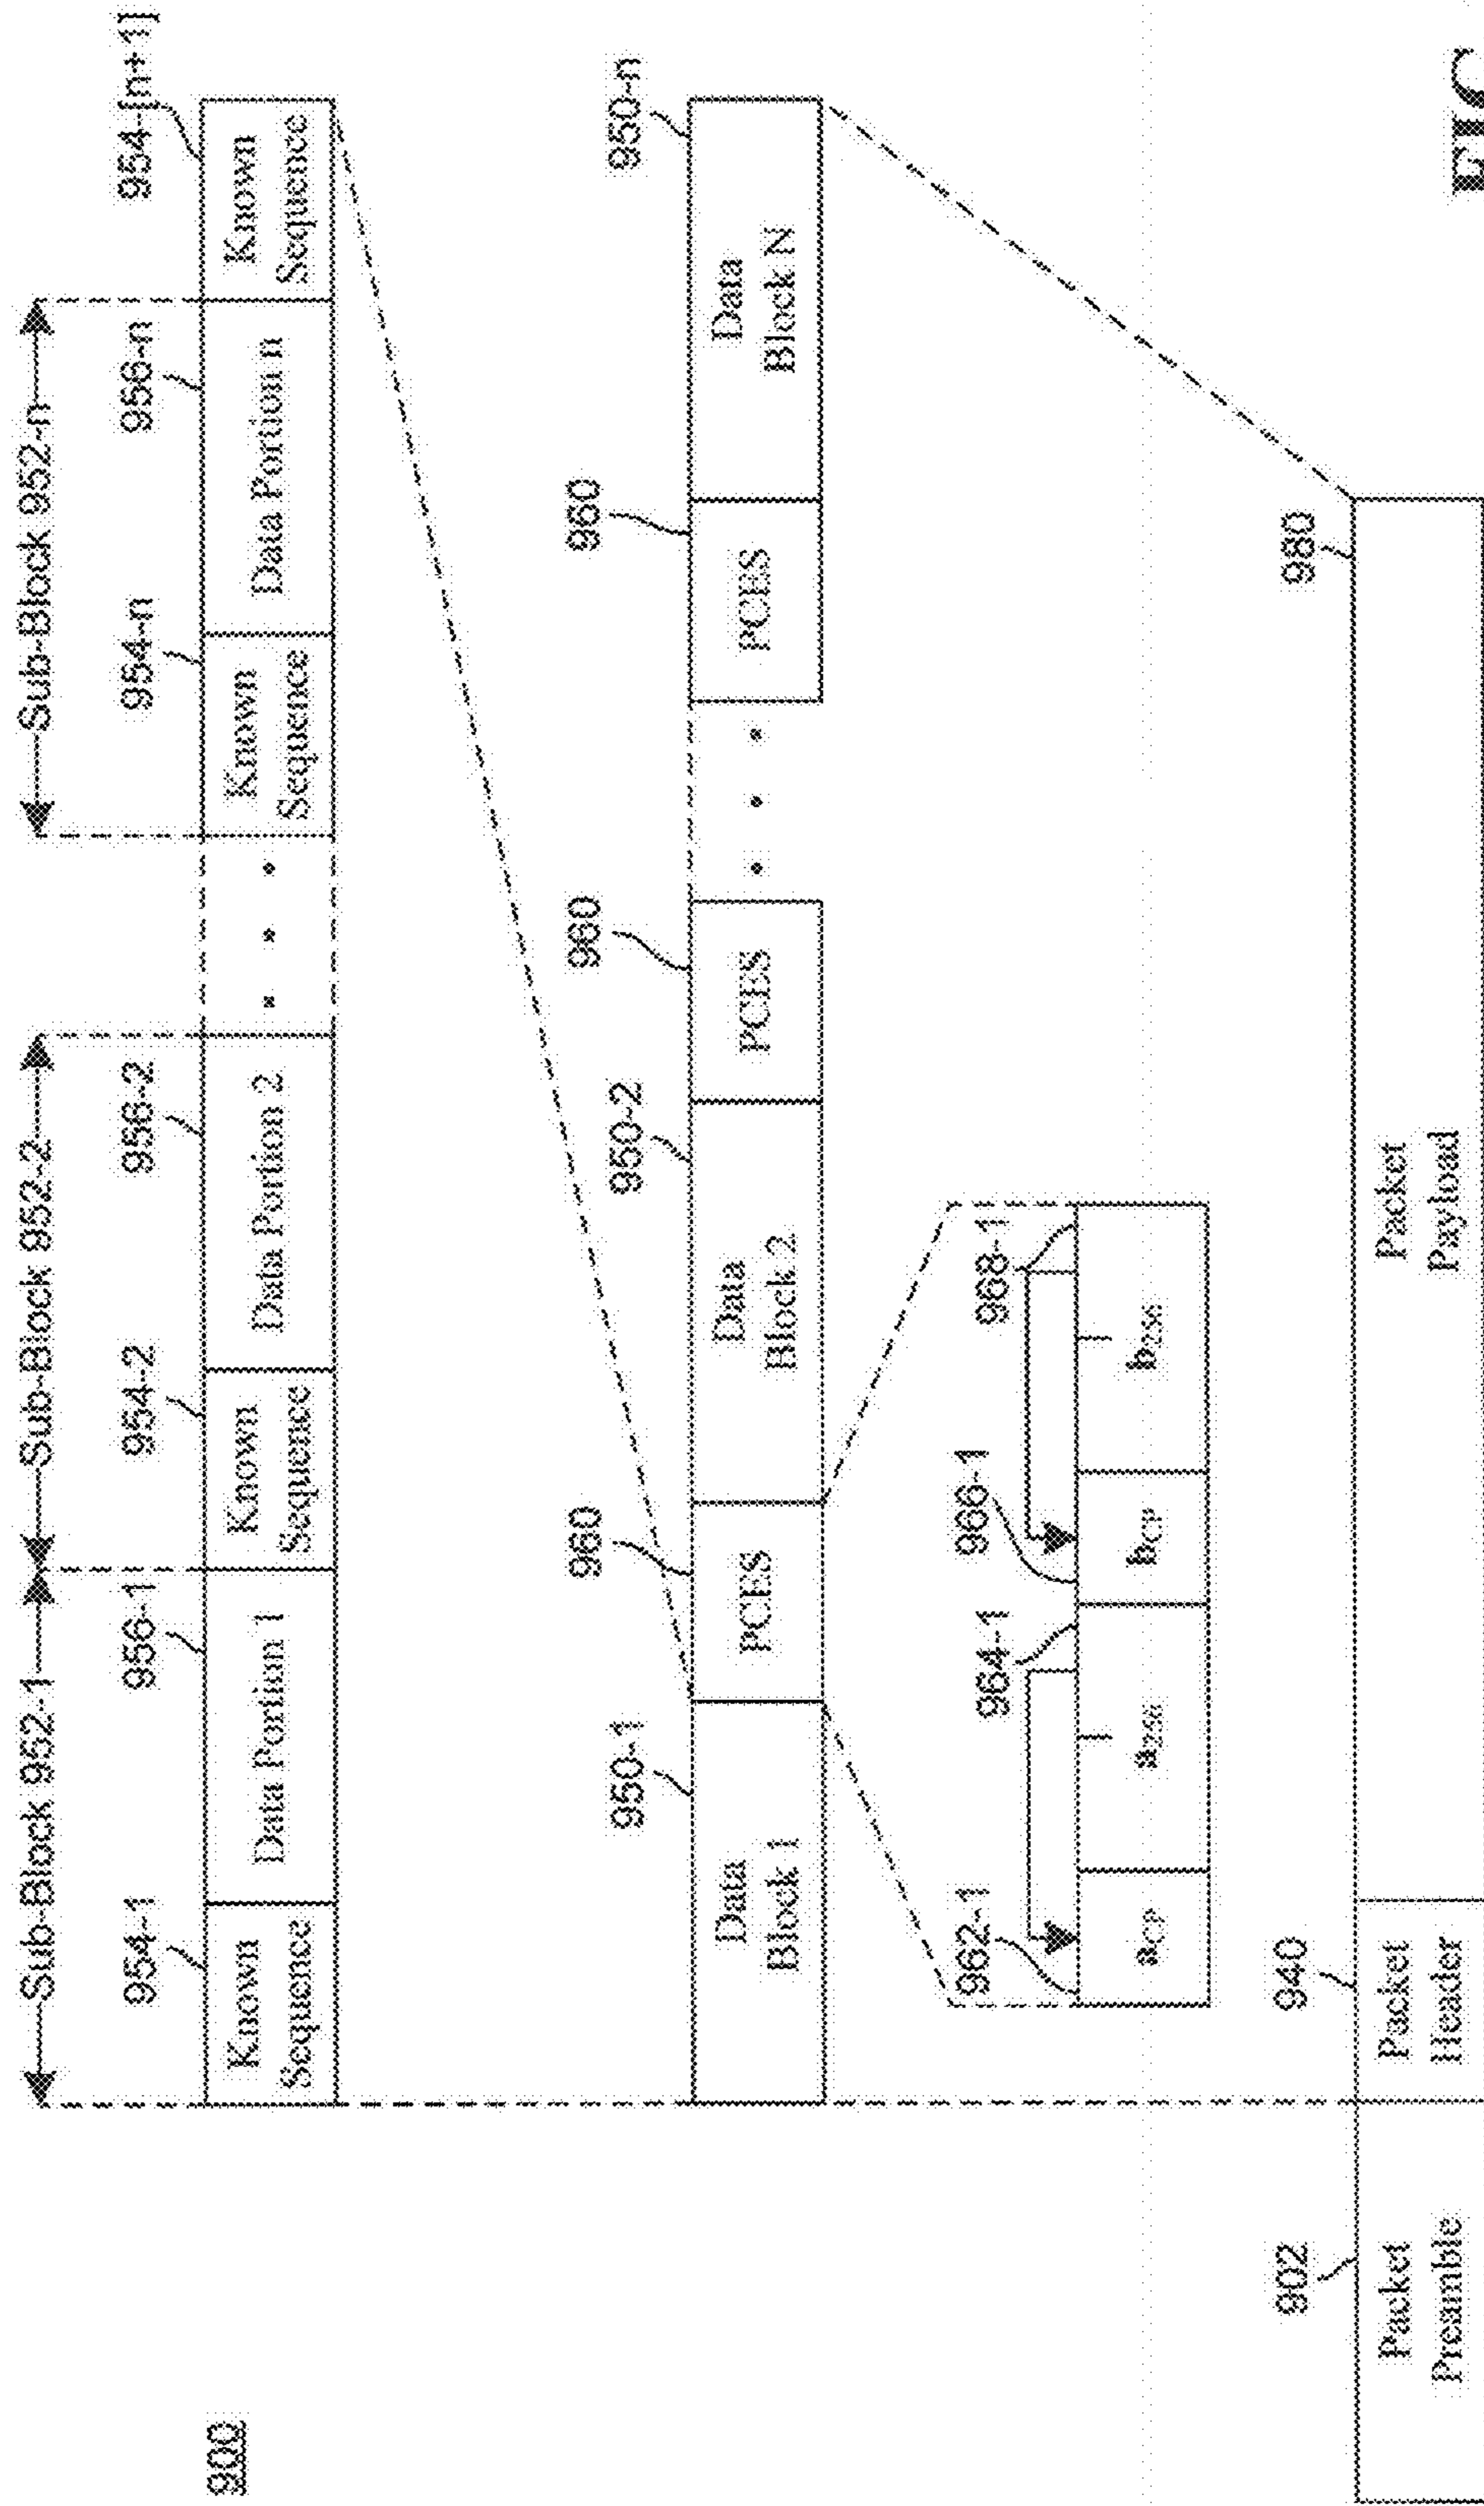 900
Sub-Block 952-1
Sub-Block 952-2
Sub-Block 952-n
954-1
956-1
954-2
956-2
954-n
956-n
954-[n+1]
Known
Sequence
Data Portion 1
Known
Sequence
Data Portion 2
. . .
Known
Sequence
Data Portion n
Known
Sequence
950-1
960
950-2
960
960
950-n
Data
Block 1
PCES
Data
Block 2
PCES
. . .
PCES
Data
Block N
962-1
964-1
966-1
968-1
aCP
a256
bCP
b256
902
940
980
Packet
Preamble
Packet
Header
Packet
Payload